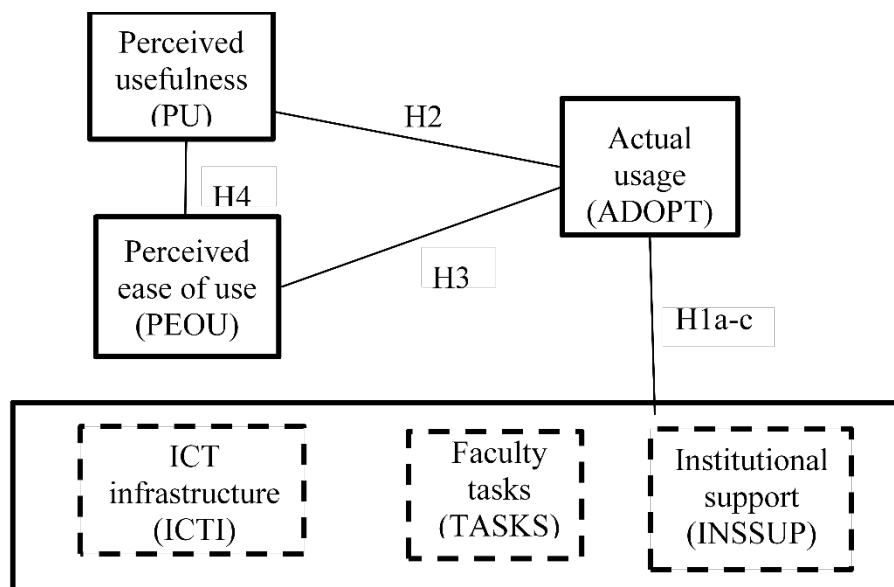 Perceived
usefulness
(PU)
H2
Actual
usage
(ADOPT)
H4
Perceived
ease of use
(PEOU)
H3
H1a-c
ICT
infrastructure
(ICTI)
Faculty
tasks
(TASKS)
Institutional
support
(INSSUP)